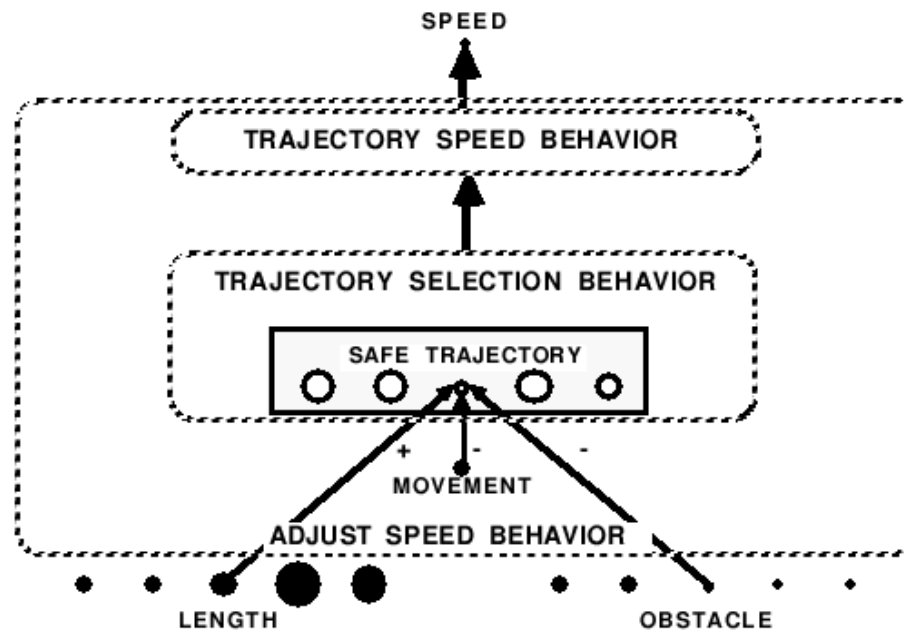 SPEED
TRAJECTORY SPEED BEHAVIOR
TRAJECTORY SELECTION BEHAVIOR
SAFE TRAJECTORY
+ - -
MOVEMENT
ADJUST SPEED BEHAVIOR
LENGTH OBSTACLE